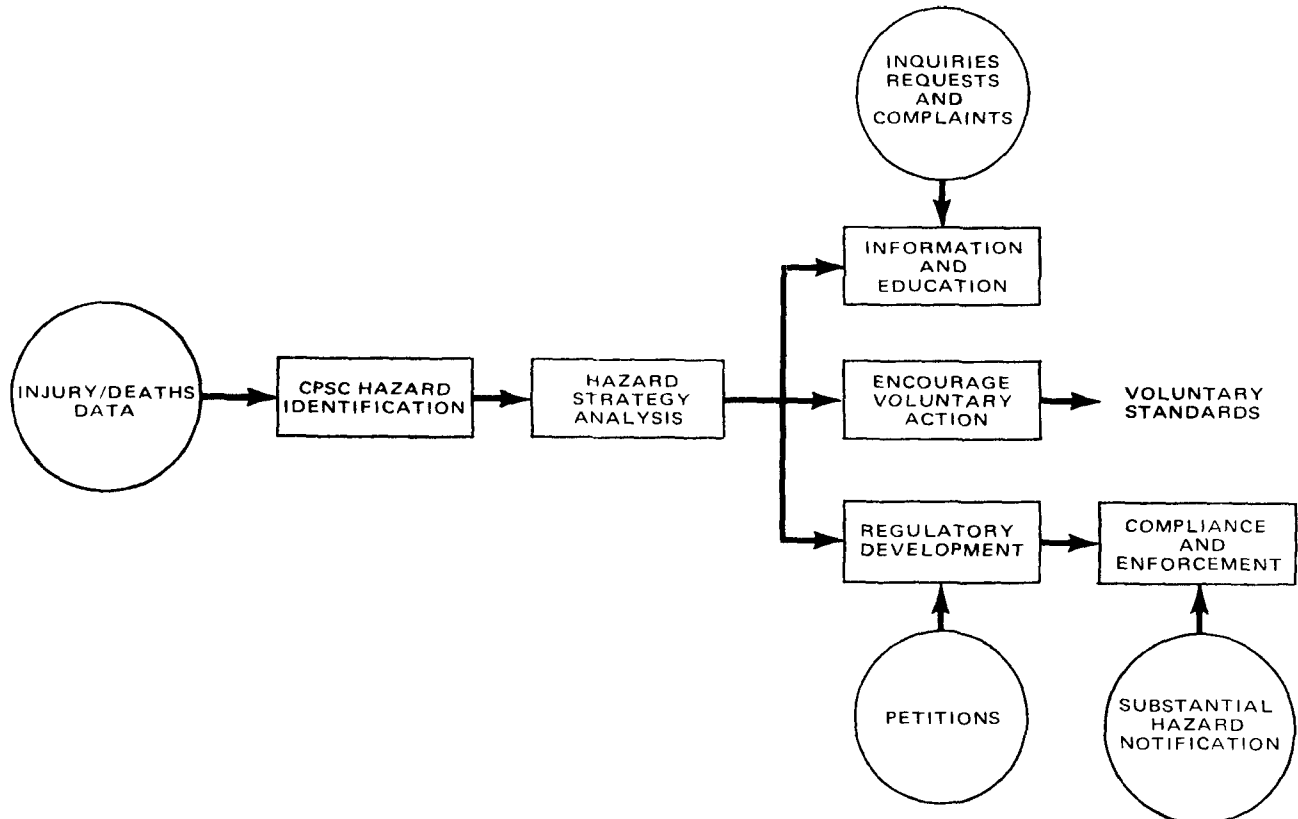 INQUIRIES
REQUESTS
AND
COMPLAINTS
INFORMATION
AND
EDUCATION
INJURY/DEATHS
DATA
CPSC HAZARD
IDENTIFICATION
HAZARD
STRATEGY
ANALYSIS
ENCOURAGE
VOLUNTARY
ACTION
VOLUNTARY
STANDARDS
REGULATORY
DEVELOPMENT
COMPLIANCE
AND
ENFORCEMENT
PETITIONS
SUBSTANTIAL
HAZARD
NOTIFICATION